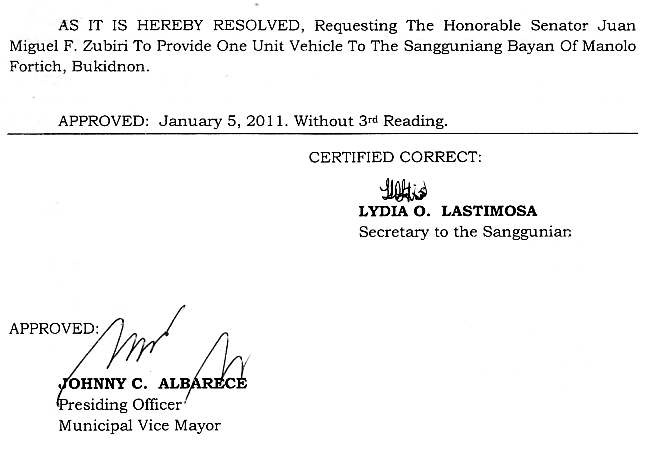 AS IT IS HEREBY RESOLVED, Requesting The Honorable Senator Juan
Miguel F. Zubiri To Provide One Unit Vehicle To The Sangguniang Bayan Of Manolo
Fortich, Bukidnon.
APPROVED: January 5, 2011. Without 3rd Reading.
CERTIFIED CORRECT:
LYDIA O. LASTIMOSA
Secretary to the Sanggunian
APPROVED:
JOHNNY C. ALBARECE
Presiding Officer
Municipal Vice Mayor